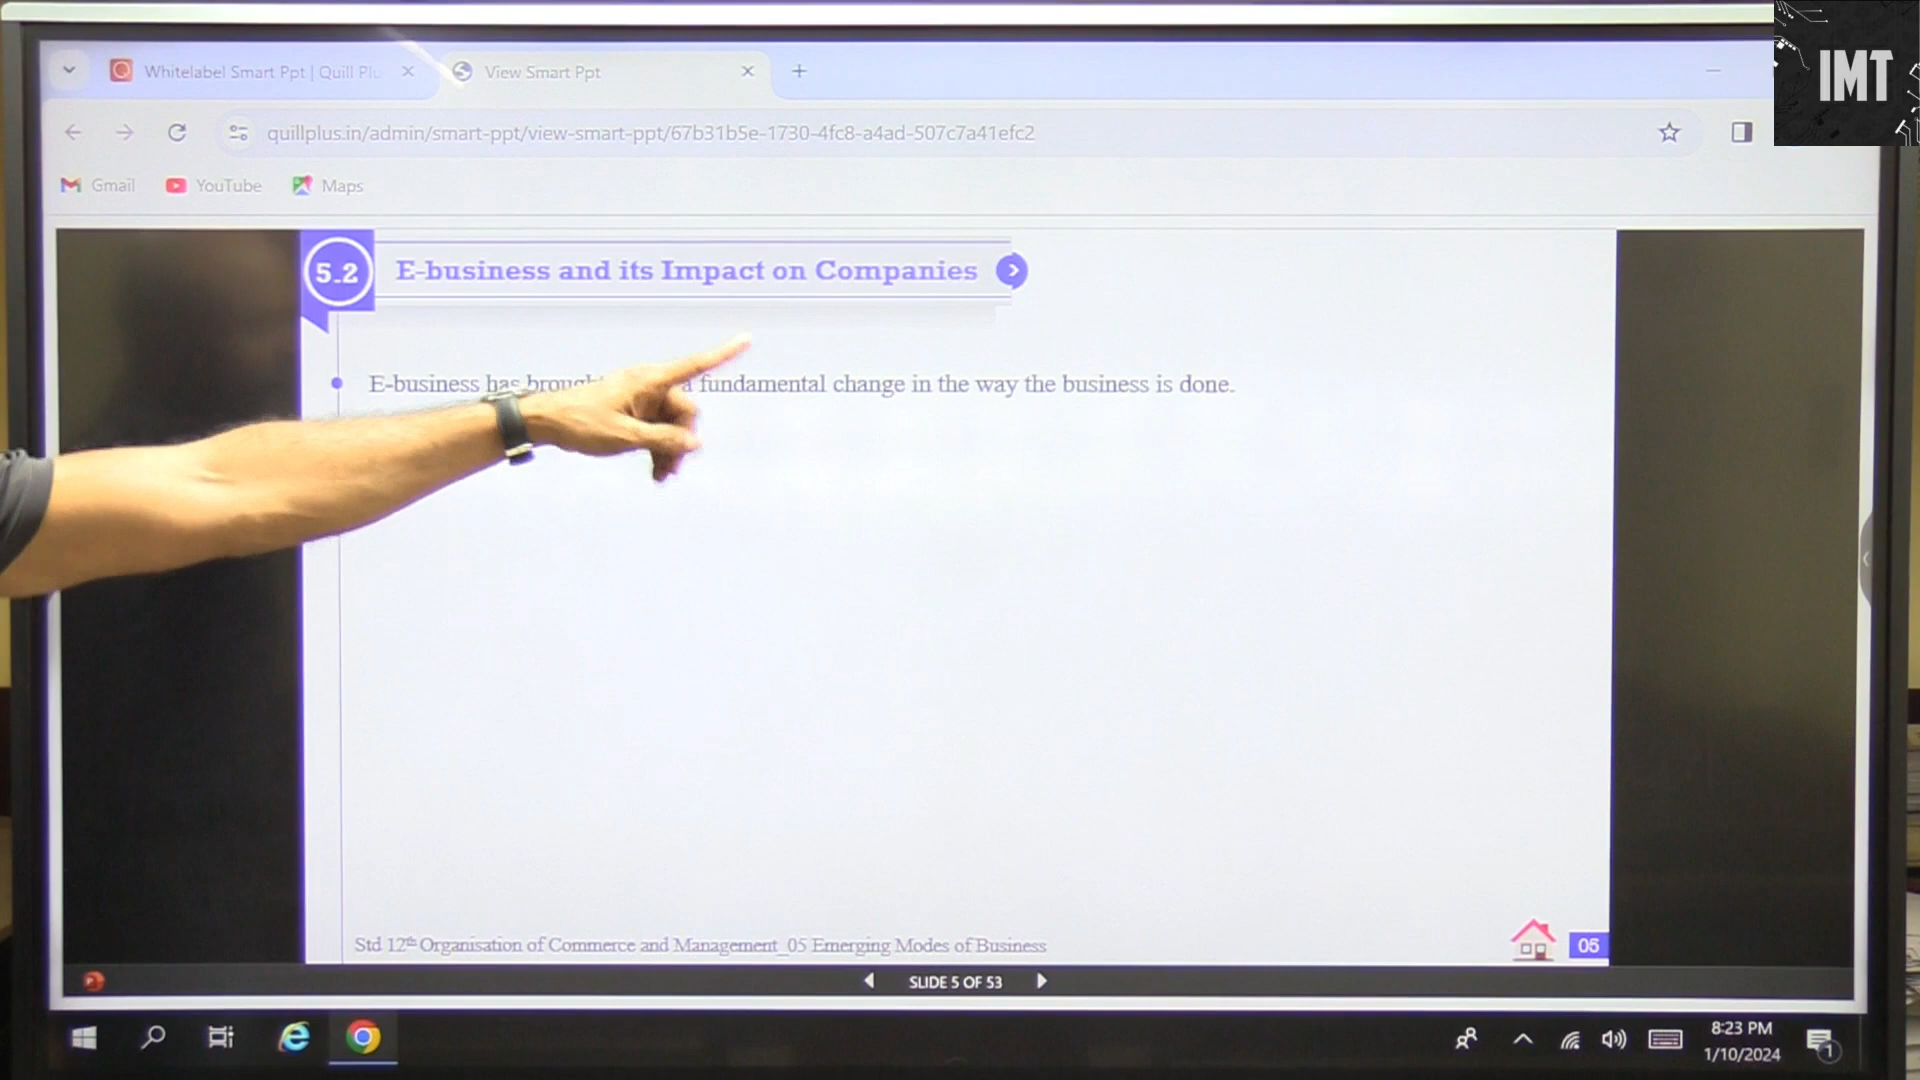 IMT
Whitelabel Smart Ppt | Quill Plu
View Smart Ppt
quillplus.in/admin/smart-ppt/view-smart-ppt/67b31b5e-1730-4fc8-a4ad-507c7a41efc2
Gmail YouTube Maps
5.2 E-business and its Impact on Companies
E-business has brought a fundamental change in the way the business is done.
Std 12th Organisation of Commerce and Management_05 Emerging Modes of Business
05
SLIDE 5 OF 53
8:23 PM
1/10/2024
1